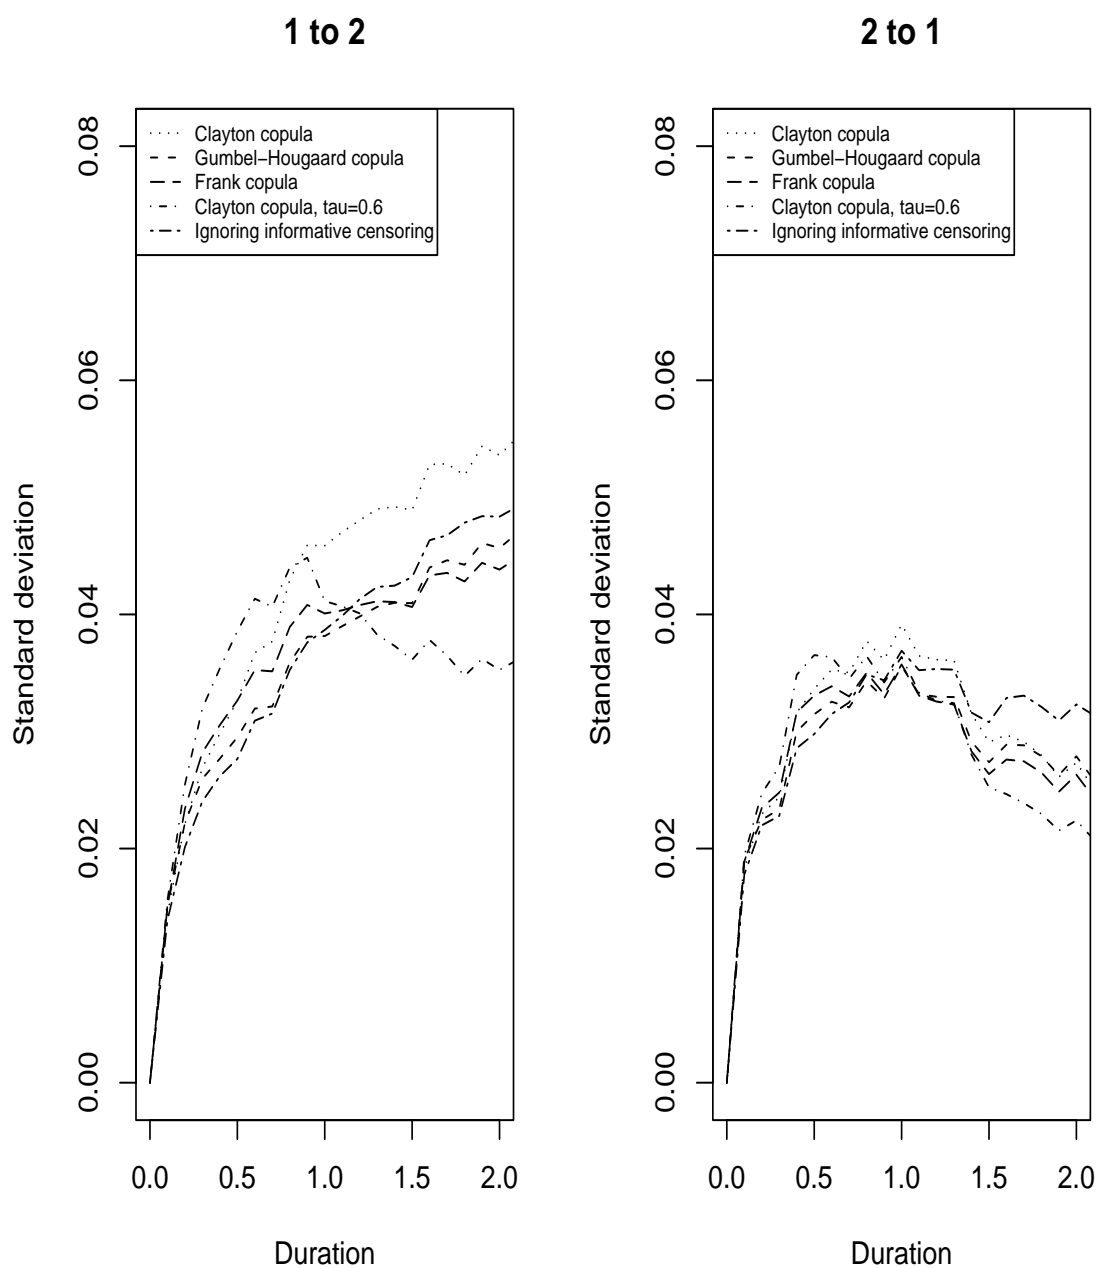 1 to 2
Clayton copula
Gumbel−Hougaard copula
Frank copula
Clayton copula, tau=0.6
Ignoring informative censoring
0.08
0.06
0.04
0.02
0.00
Standard deviation
0.0 0.5 1.0 1.5 2.0
Duration
2 to 1
Clayton copula
Gumbel−Hougaard copula
Frank copula
Clayton copula, tau=0.6
Ignoring informative censoring
0.08
0.06
0.04
0.02
0.00
Standard deviation
0.0 0.5 1.0 1.5 2.0
Duration